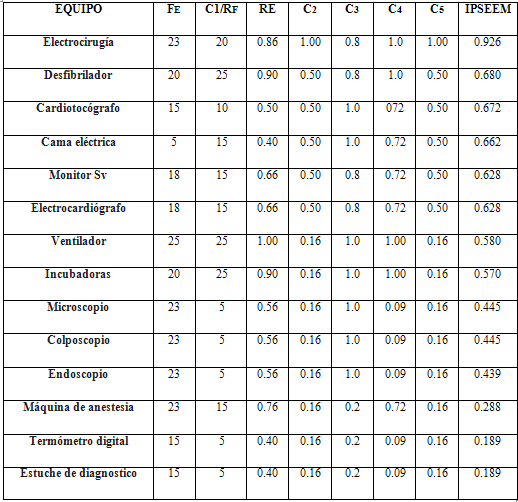 EQUIPO FE C1/RF RE C2 C3 C4 C5 IPSEEM
Electrocirugía 23 20 0.86 1.00 0.8 1.0 1.00 0.926
Desfibrilador 20 25 0.90 0.50 0.8 1.0 0.50 0.680
Cardiotocógrafo 15 10 0.50 0.50 1.0 072 0.50 0.672
Cama eléctrica 5 15 0.40 0.50 1.0 0.72 0.50 0.662
Monitor Sv 18 15 0.66 0.50 0.8 0.72 0.50 0.628
Electrocardiógrafo 18 15 0.66 0.50 0.8 0.72 0.50 0.628
Ventilador 25 25 1.00 0.16 1.0 1.00 0.16 0.580
Incubadoras 20 25 0.90 0.16 1.0 1.00 0.16 0.570
Microscopio 23 5 0.56 0.16 1.0 0.09 0.16 0.445
Colposcopio 23 5 0.56 0.16 1.0 0.09 0.16 0.445
Endoscopio 23 5 0.56 0.16 1.0 0.09 0.16 0.439
Máquina de anestesia 23 15 0.76 0.16 0.2 0.72 0.16 0.288
Termómetro digital 15 5 0.40 0.16 0.2 0.09 0.16 0.189
Estuche de diagnostico 15 5 0.40 0.16 0.2 0.09 0.16 0.189